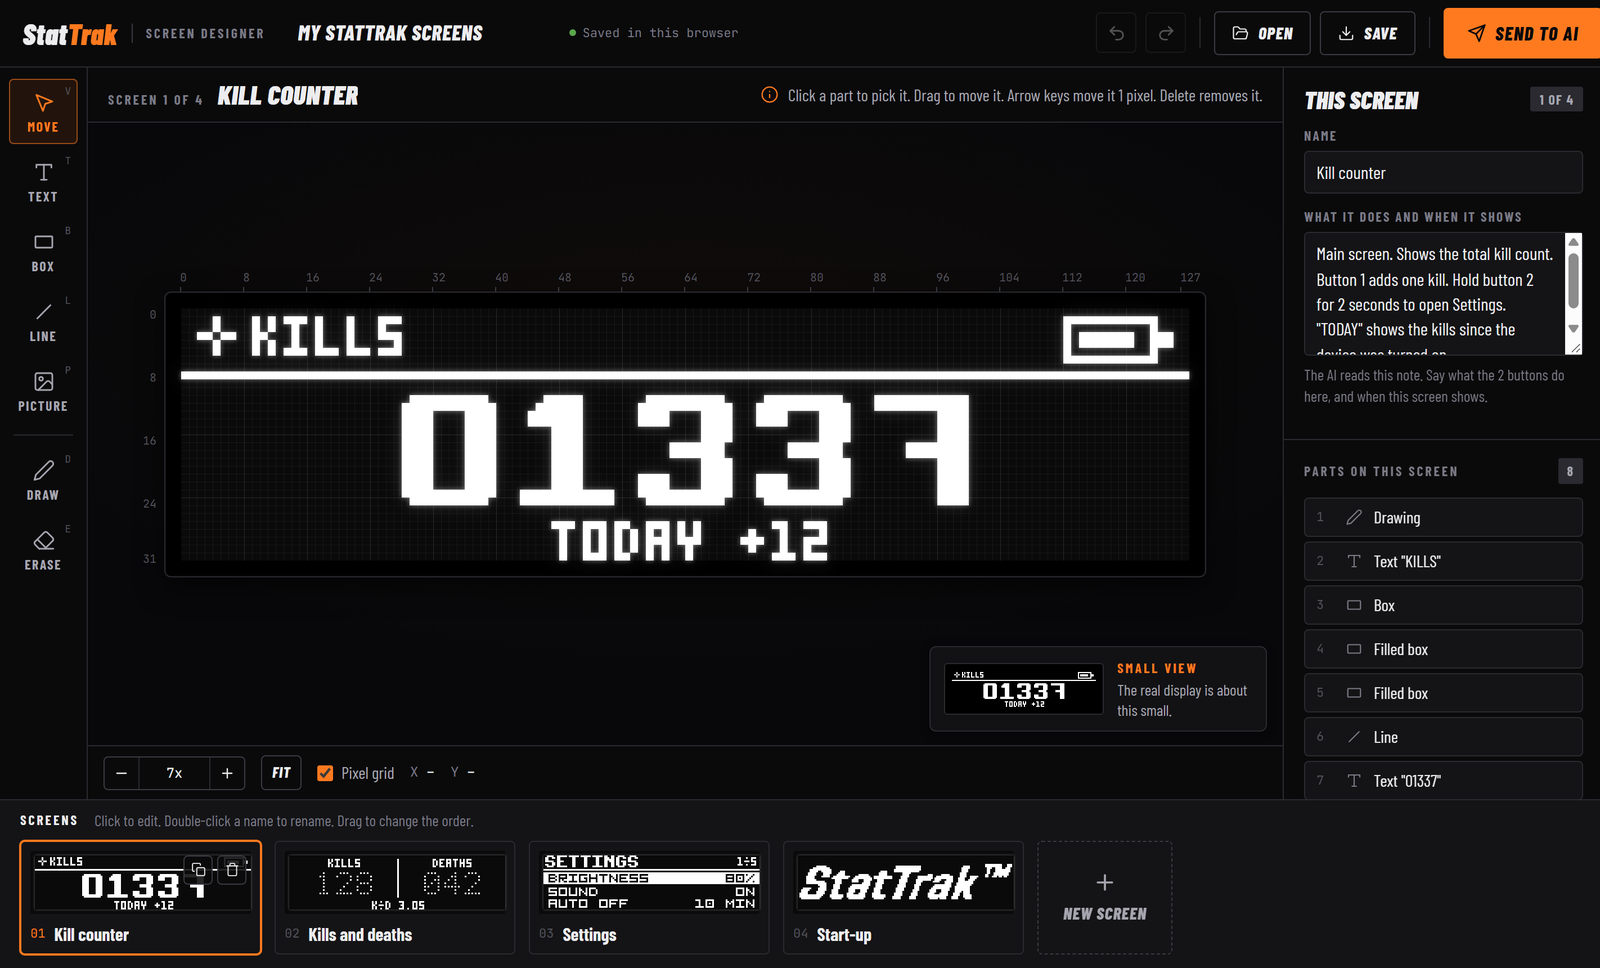 StatTrak
SCREEN DESIGNER
MY STATTRAK SCREENS
Saved in this browser
OPEN
SAVE
SEND TO AI
V
MOVE
T
TEXT
B
BOX
L
LINE
P
PICTURE
D
DRAW
E
ERASE
SCREEN 1 OF 4
KILL COUNTER
Click a part to pick it. Drag to move it. Arrow keys move it 1 pixel. Delete removes it.
0 8 16 24 32 40 48 56 64 72 80 88 96 104 112 120 127
0
8
16
24
31
KILLS
01337
TODAY +12
KILLS
01337
TODAY +12
SMALL VIEW
The real display is about
this small.
− 7x +
FIT
Pixel grid
X –
Y –
THIS SCREEN
1 OF 4
NAME
Kill counter
WHAT IT DOES AND WHEN IT SHOWS
Main screen. Shows the total kill count.
Button 1 adds one kill. Hold button 2
for 2 seconds to open Settings.
"TODAY" shows the kills since the
device was turned on.
The AI reads this note. Say what the 2 buttons do
here, and when this screen shows.
PARTS ON THIS SCREEN
8
1 Drawing
2 Text "KILLS"
3 Box
4 Filled box
5 Filled box
6 Line
7 Text "01337"
SCREENS
Click to edit. Double-click a name to rename. Drag to change the order.
KILLS
01337
TODAY +12
01 Kill counter
KILLS DEATHS
128 042
K÷D 3.05
02 Kills and deaths
SETTINGS 1÷5
BRIGHTNESS 80%
SOUND ON
AUTO OFF 10 MIN
03 Settings
StatTrak™
04 Start-up
NEW SCREEN